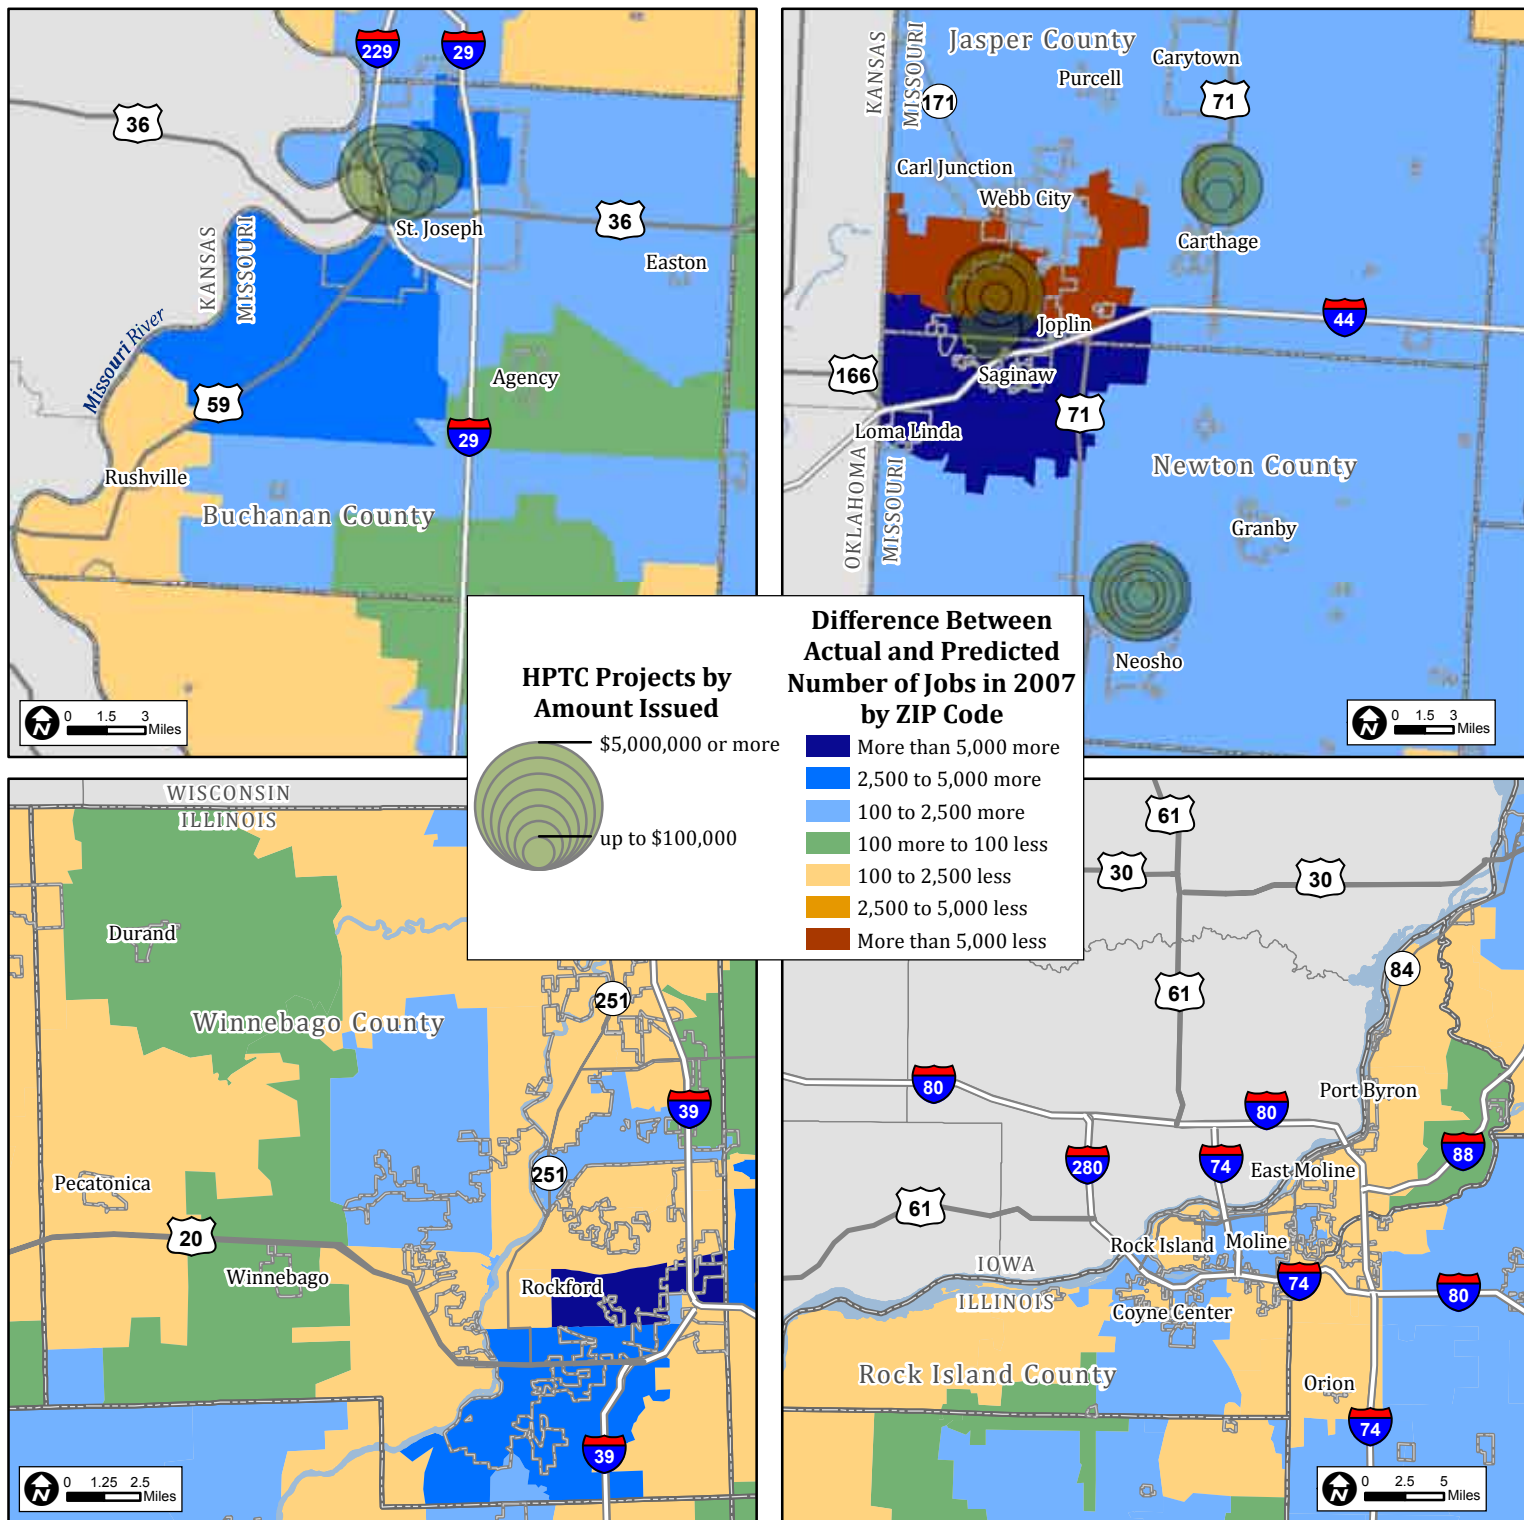 229
29
36
KANSAS
MISSOURI
St. Joseph
36
Easton
Missouri River
59
Agency
29
Rushville
Buchanan County
N
0 1.5 3
Miles
KANSAS
MISSOURI
Jasper County
Carytown
Purcell
171
71
Carl Junction
Webb City
Carthage
Joplin
44
166
Saginaw
71
Loma Linda
OKLAHOMA
MISSOURI
Newton County
Granby
Neosho
N
0 1.5 3
Miles
HPTC Projects by
Amount Issued
$5,000,000 or more
up to $100,000
Difference Between
Actual and Predicted
Number of Jobs in 2007
by ZIP Code
More than 5,000 more
2,500 to 5,000 more
100 to 2,500 more
100 more to 100 less
100 to 2,500 less
2,500 to 5,000 less
More than 5,000 less
WISCONSIN
ILLINOIS
Durand
251
Winnebago County
39
251
Pecatonica
20
Winnebago
Rockford
39
N
0 1.25 2.5
Miles
61
30
30
84
61
80
80
Port Byron
280
74
88
East Moline
61
Rock Island
Moline
IOWA
74
80
ILLINOIS
Coyne Center
Rock Island County
Orion
74
N
0 2.5 5
Miles